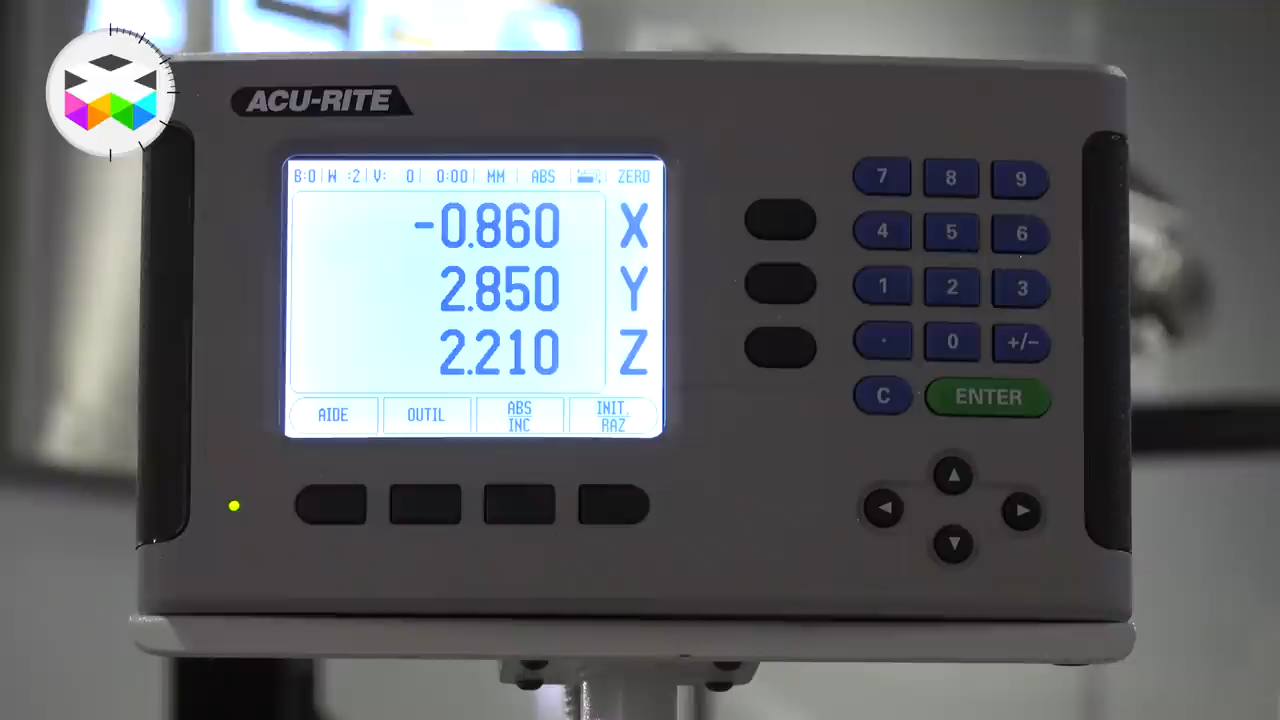 ACU-RITE
B:0 W :2 V: 0 0:00 MM ABS ZERO
-0.860 X
2.850 Y
2.210 Z
AIDE OUTIL ABS INC INIT. RAZ
7 8 9
4 5 6
1 2 3
. 0 +/-
C ENTER